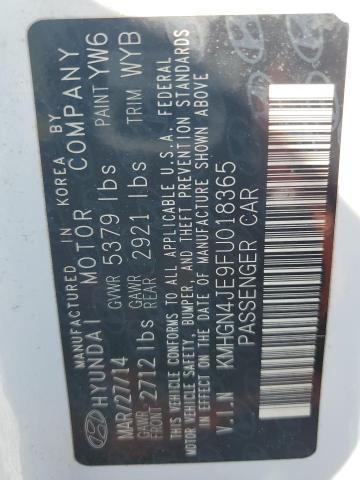 MANUFACTURED IN KOREA BY
HYUNDAI MOTOR COMPANY
MAR/27/14 GVWR 5379 lbs PAINT YW6
GAWR FRONT 2712 lbs GAWR REAR 2921 lbs TRIM WYB
THIS VEHICLE CONFORMS TO ALL APPLICABLE U.S.A. FEDERAL
MOTOR VEHICLE SAFETY, BUMPER, AND THEFT PREVENTION STANDARDS
IN EFFECT ON THE DATE OF MANUFACTURE SHOWN ABOVE
V.I.N KMHGN4JE9FU018365
PASSENGER CAR